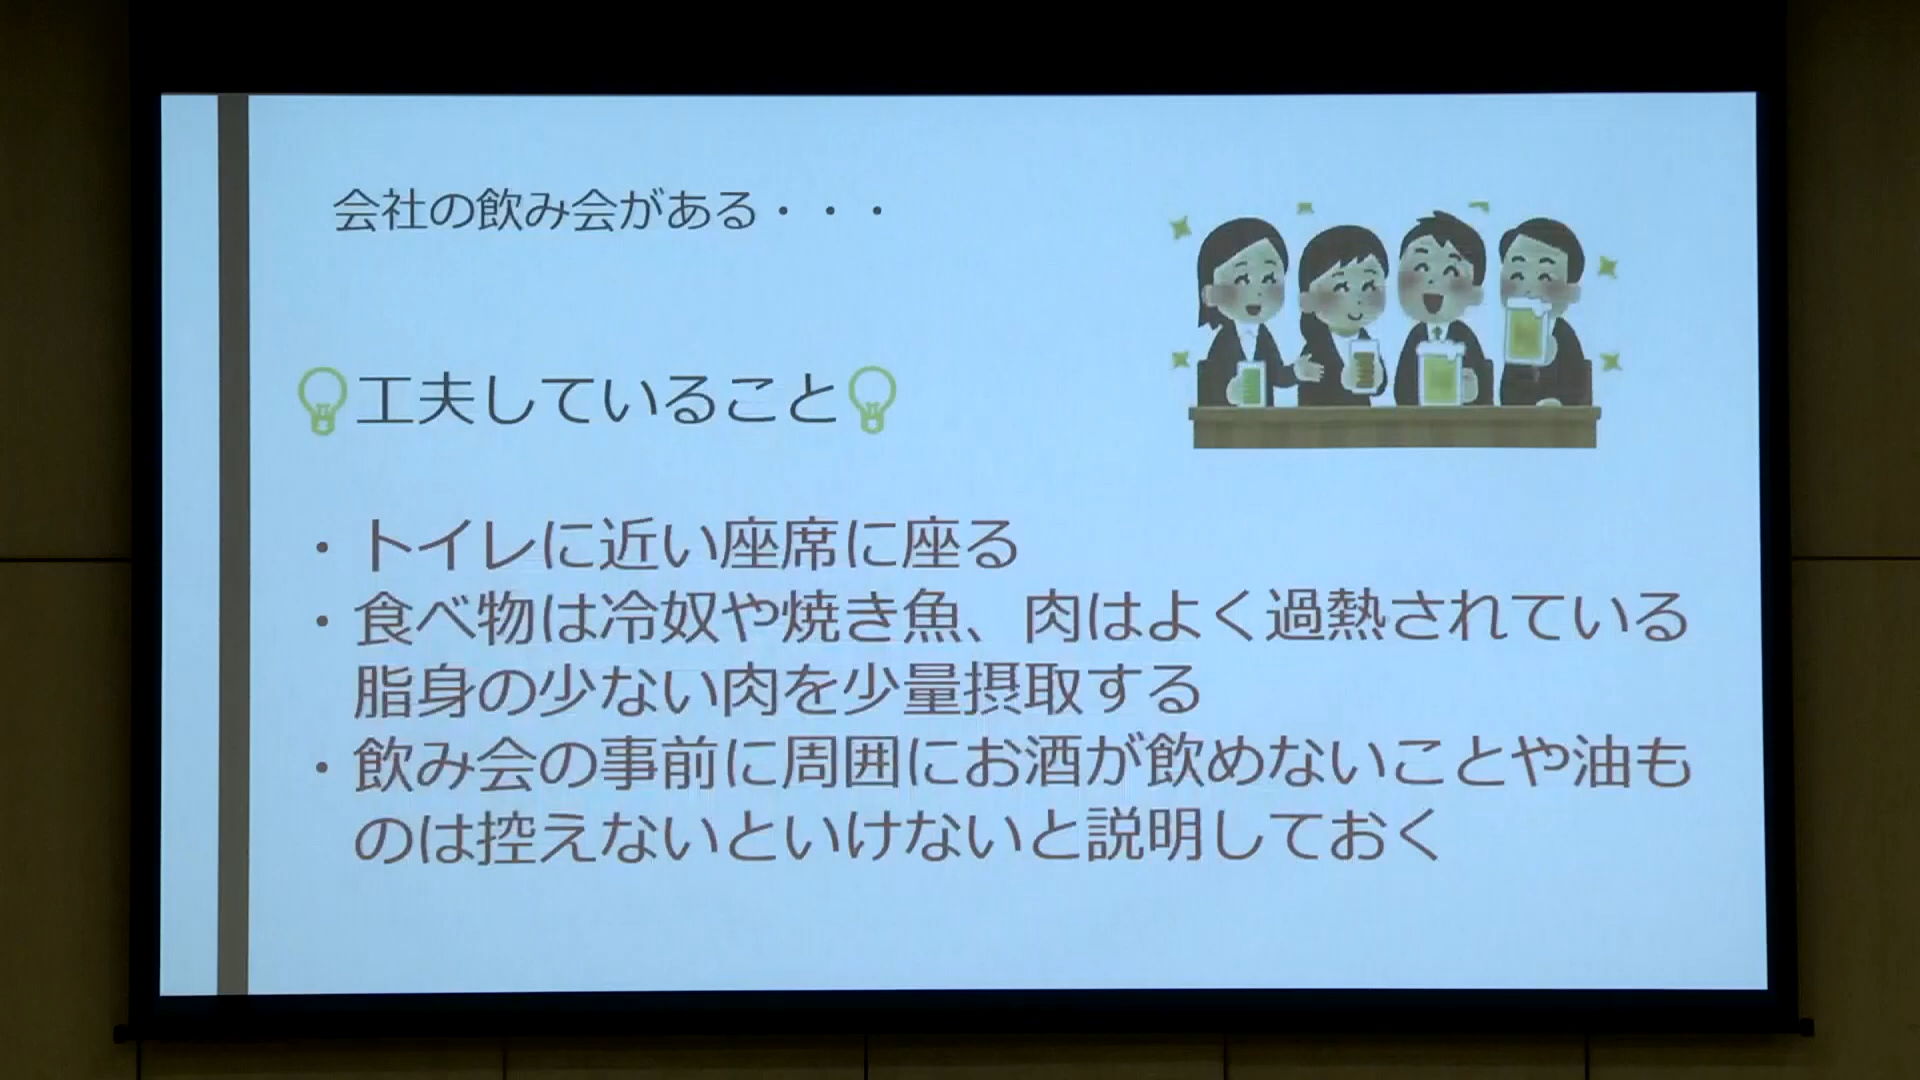 会社の飲み会がある・・・
工夫していること
・トイレに近い座席に座る
・食べ物は冷奴や焼き魚、肉はよく過熱されている
脂身の少ない肉を少量摂取する
・飲み会の事前に周囲にお酒が飲めないことや油も
のは控えないといけないと説明しておく